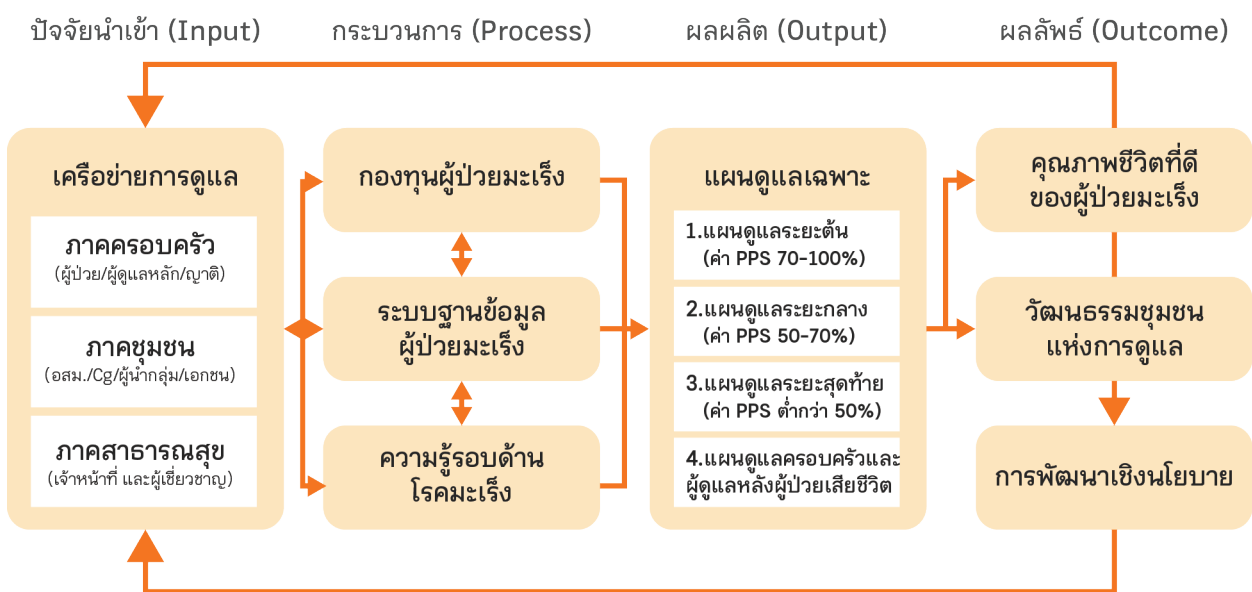 ปัจจัยนำเข้า (Input)
กระบวนการ (Process)
ผลผลิต (Output)
ผลลัพธ์ (Outcome)
เครือข่ายการดูแล
ภาคครอบครัว
(ผู้ป่วย/ผู้ดูแลหลัก/ญาติ)
ภาคชุมชน
(อสม./Cg/ผู้นำกลุ่ม/เอกชน)
ภาคสาธารณสุข
(เจ้าหน้าที่ และผู้เชี่ยวชาญ)
กองทุนผู้ป่วยมะเร็ง
ระบบฐานข้อมูล
ผู้ป่วยมะเร็ง
ความรู้รอบด้าน
โรคมะเร็ง
แผนดูแลเฉพาะ
1.แผนดูแลระยะต้น
(ค่า PPS 70-100%)
2.แผนดูแลระยะกลาง
(ค่า PPS 50-70%)
3.แผนดูแลระยะสุดท้าย
(ค่า PPS ต่ำกว่า 50%)
4.แผนดูแลครอบครัวและ
ผู้ดูแลหลังผู้ป่วยเสียชีวิต
คุณภาพชีวิตที่ดี
ของผู้ป่วยมะเร็ง
วัฒนธรรมชุมชน
แห่งการดูแล
การพัฒนาเชิงนโยบาย